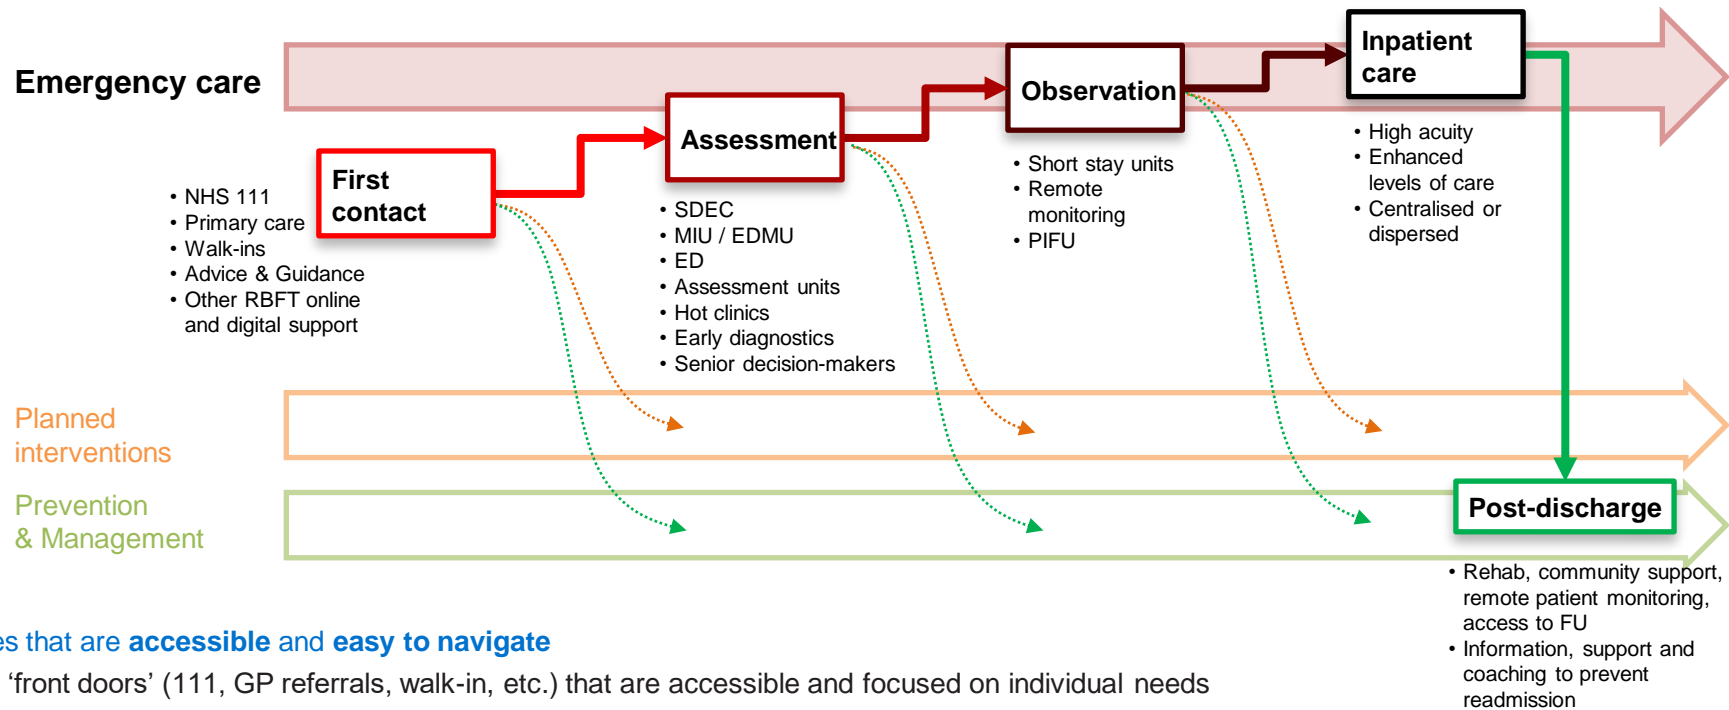 Emergency care
First
contact
• NHS 111
• Primary care
• Walk-ins
• Advice & Guidance
• Other RBFT online
and digital support
Assessment
• SDEC
• MIU / EDMU
• ED
• Assessment units
• Hot clinics
• Early diagnostics
• Senior decision-makers
Observation
• Short stay units
• Remote
monitoring
• PIFU
Inpatient
care
• High acuity
• Enhanced
levels of care
• Centralised or
dispersed
Planned
interventions
Prevention
& Management
Post-discharge
• Rehab, community support,
remote patient monitoring,
access to FU
• Information, support and
coaching to prevent
readmission
es that are accessible and easy to navigate
‘front doors’ (111, GP referrals, walk-in, etc.) that are accessible and focused on individual needs